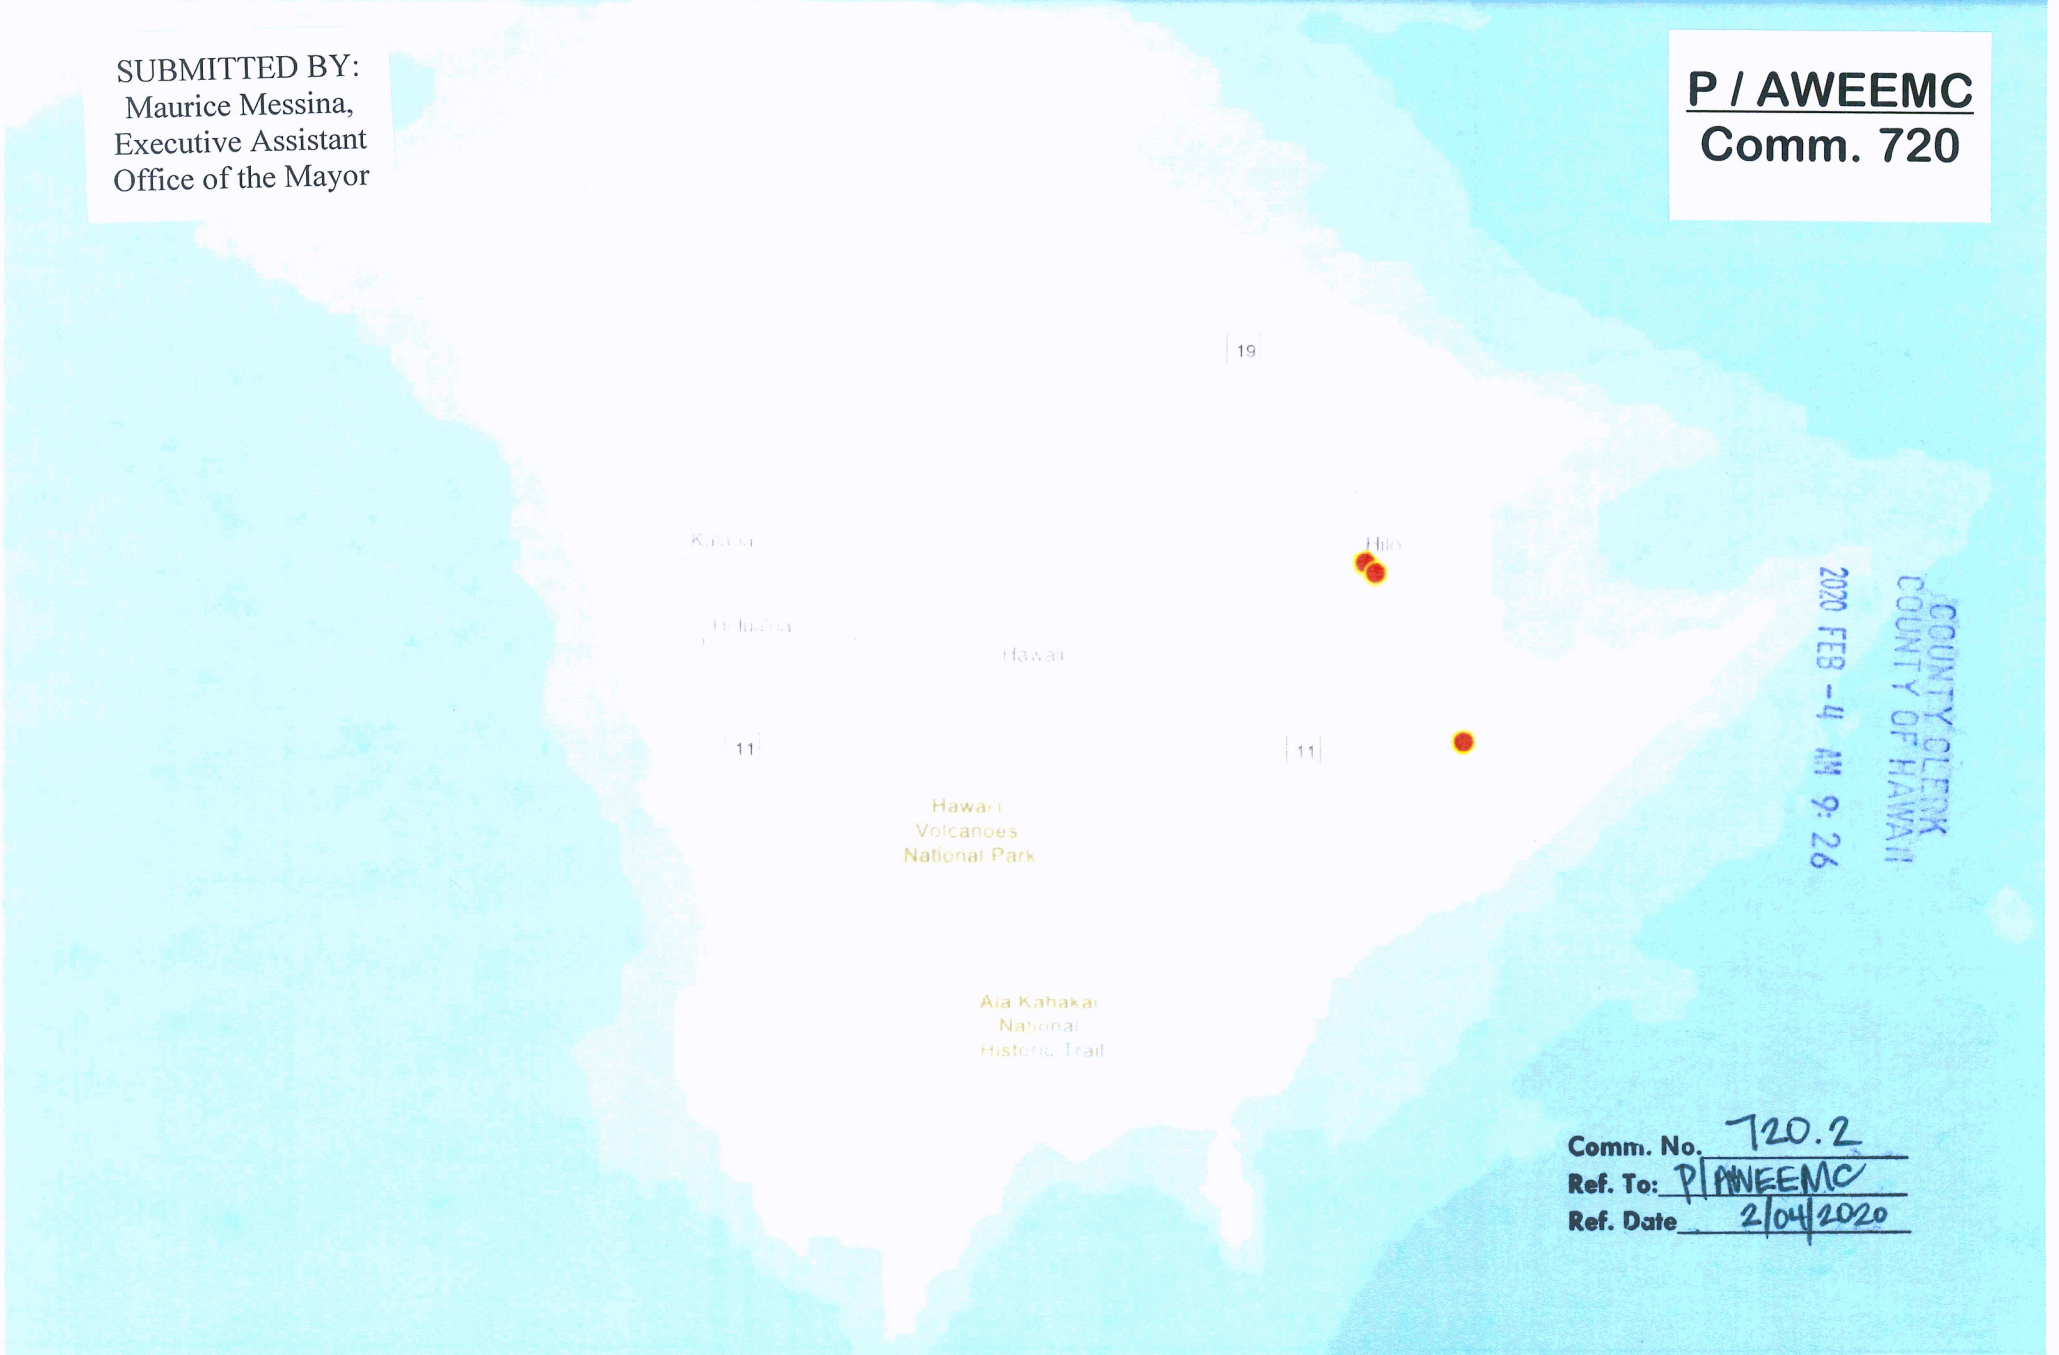 SUBMITTED BY:
Maurice Messina,
Executive Assistant
Office of the Mayor
P / AWEEMC
Comm. 720
19
Hilo
Hawaii
11
11
Hawai'i
Volcanoes
National Park
Ala Kahakai
National
Historic Trail
COUNTY CLERK
COUNTY OF HAWAII
2020 FEB -4 AM 9: 26
Comm. No. 720.2
Ref. To: P/AWEEMC
Ref. Date 2/04/2020